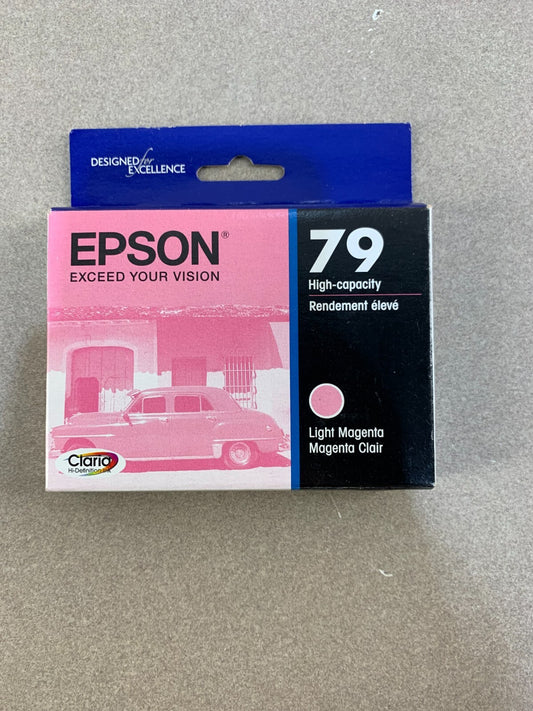 DESIGNED for
EXCELLENCE
EPSON®
EXCEED YOUR VISION
79
High-capacity
Rendement élevé
Light Magenta
Magenta Clair
Claria
Hi-Definition Ink